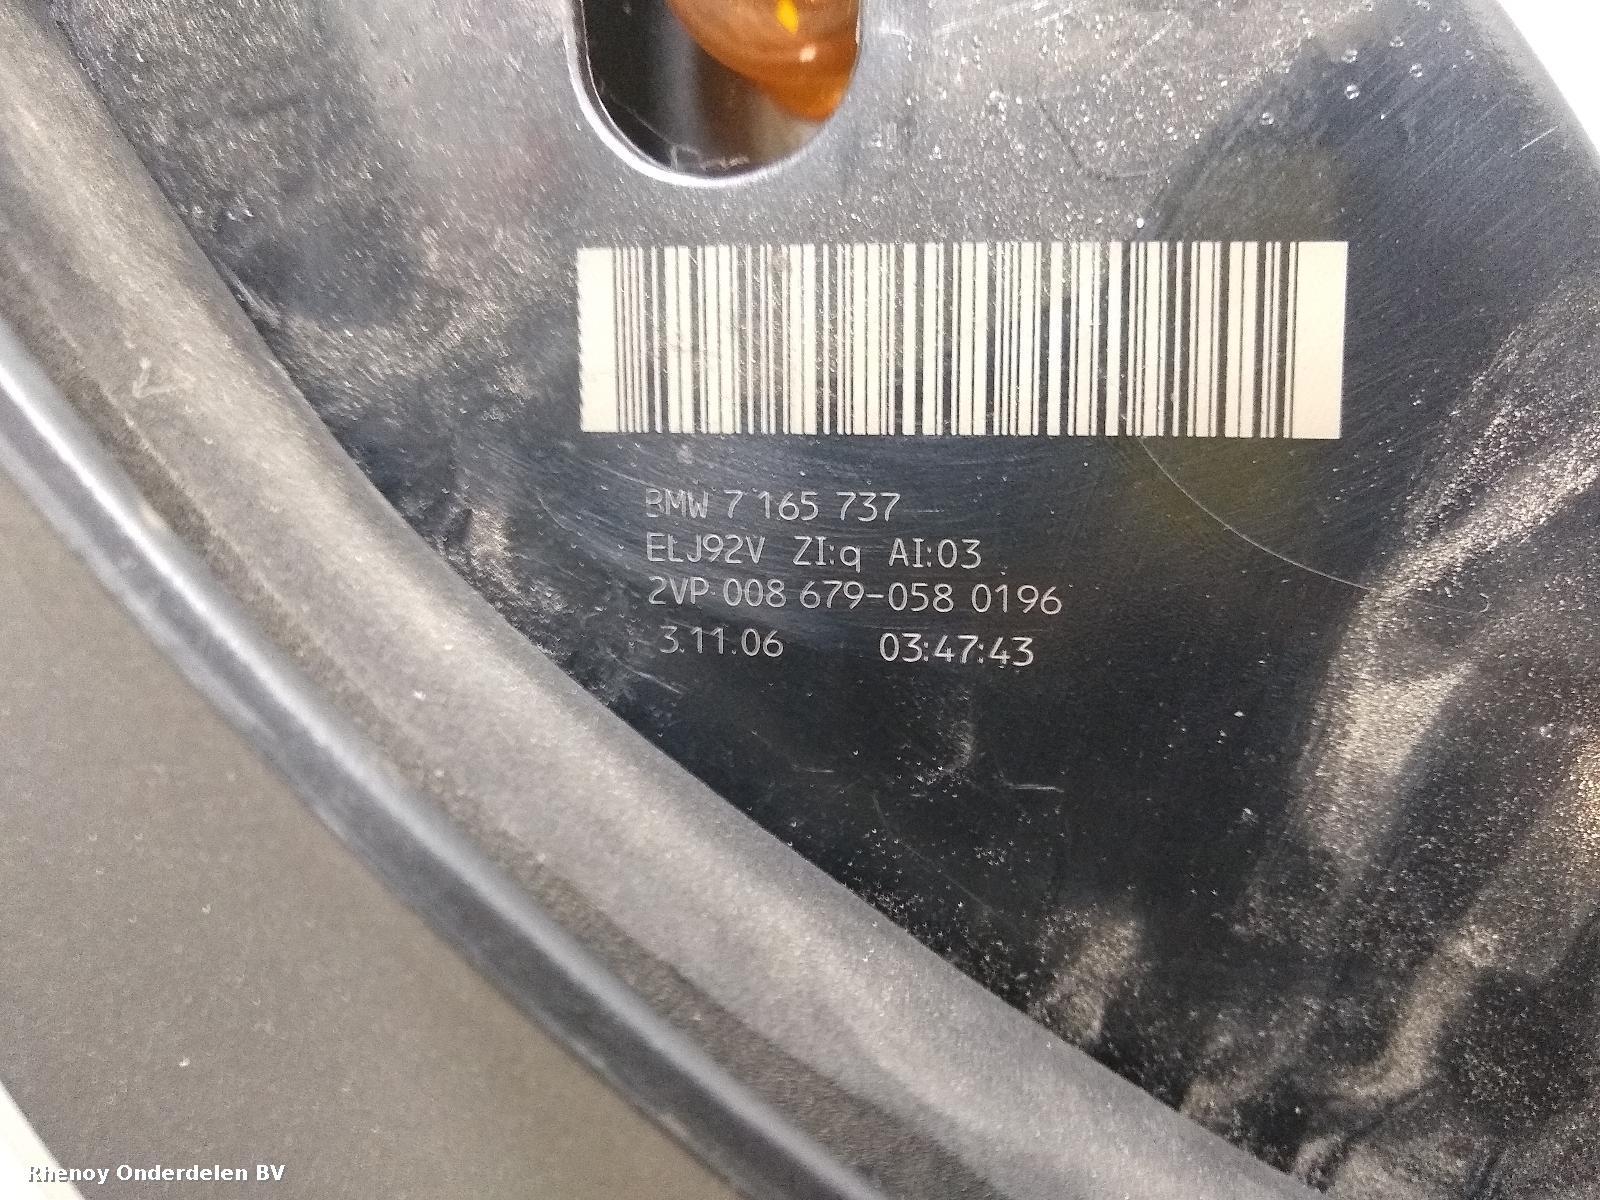 BMW 7 165 737
ELJ92V ZI:q AI:03
2VP 008 679-058 0196
3.11.06 03:47:43
Rhenoy Onderdelen BV